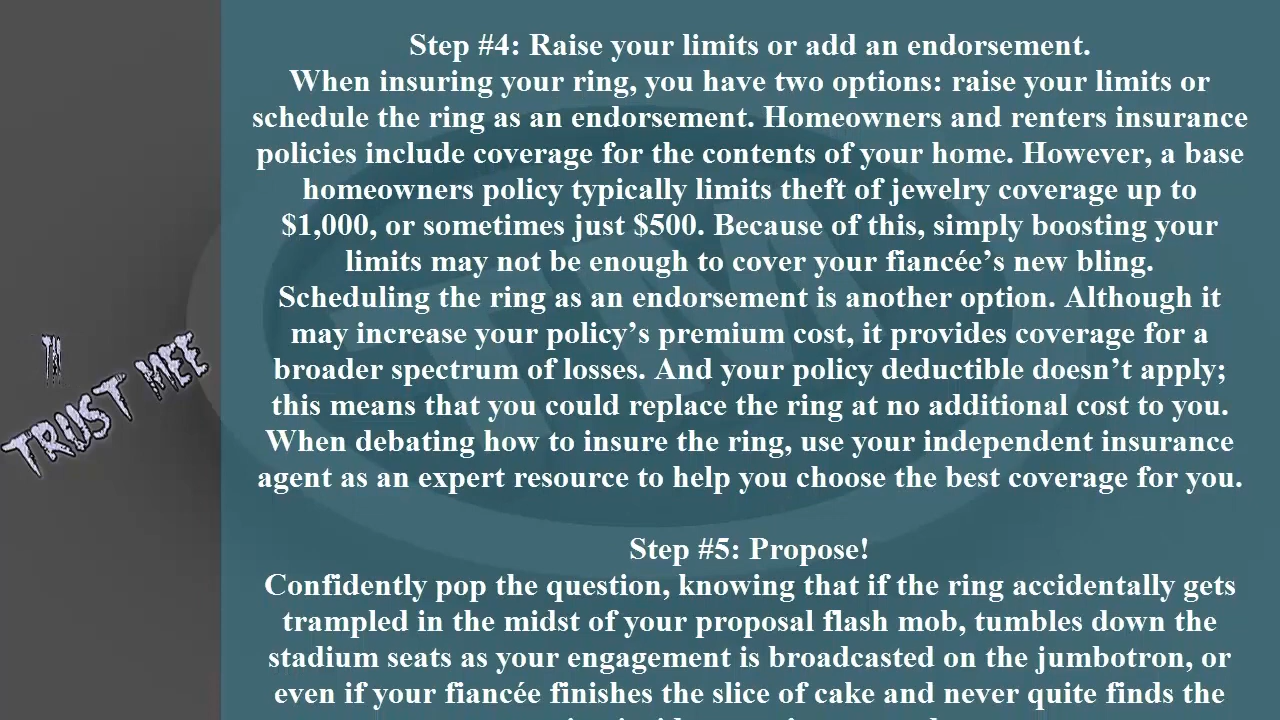 Step #4: Raise your limits or add an endorsement.
When insuring your ring, you have two options: raise your limits or
schedule the ring as an endorsement. Homeowners and renters insurance
policies include coverage for the contents of your home. However, a base
homeowners policy typically limits theft of jewelry coverage up to
$1,000, or sometimes just $500. Because of this, simply boosting your
limits may not be enough to cover your fiancée’s new bling.
Scheduling the ring as an endorsement is another option. Although it
may increase your policy’s premium cost, it provides coverage for a
broader spectrum of losses. And your policy deductible doesn’t apply;
this means that you could replace the ring at no additional cost to you.
When debating how to insure the ring, use your independent insurance
agent as an expert resource to help you choose the best coverage for you.
Step #5: Propose!
Confidently pop the question, knowing that if the ring accidentally gets
trampled in the midst of your proposal flash mob, tumbles down the
stadium seats as your engagement is broadcasted on the jumbotron, or
even if your fiancée finishes the slice of cake and never quite finds the
TRUST MEE